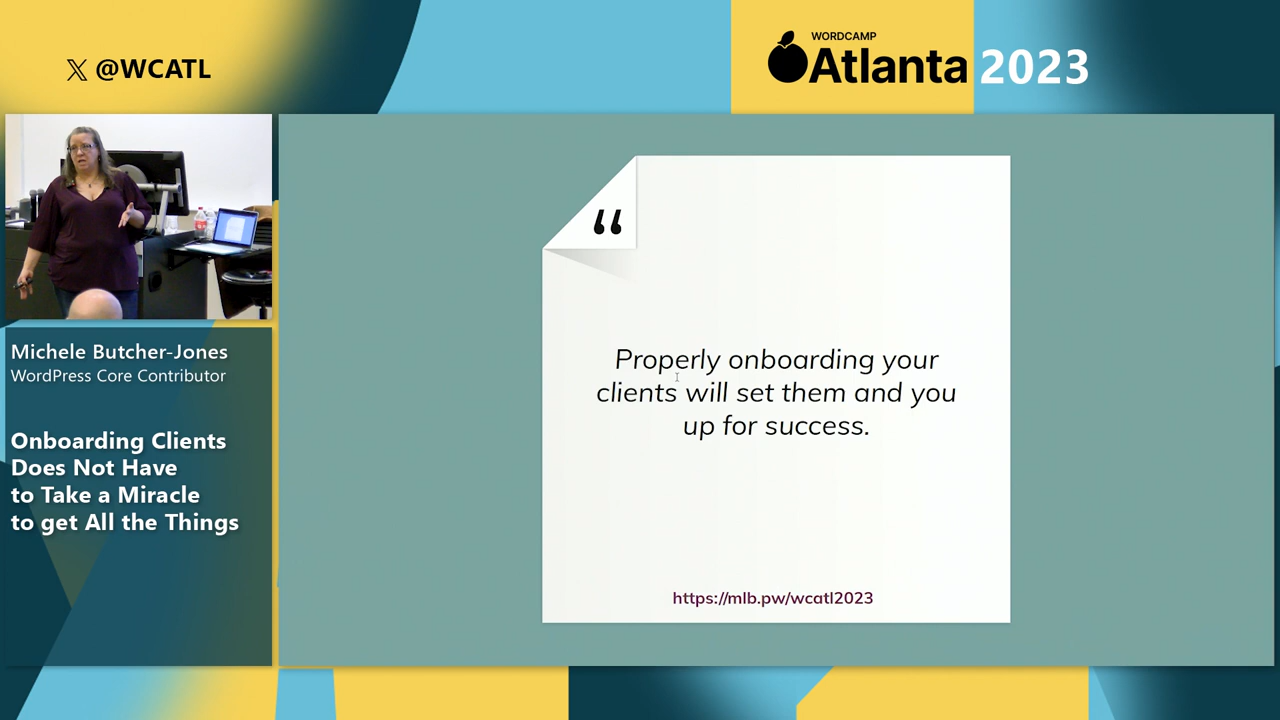 𝕏 @WCATL
WORDCAMP
Atlanta 2023
Michele Butcher-Jones
WordPress Core Contributor
Onboarding Clients
Does Not Have
to Take a Miracle
to get All the Things
“
Properly onboarding your
clients will set them and you
up for success.
https://mlb.pw/wcatl2023